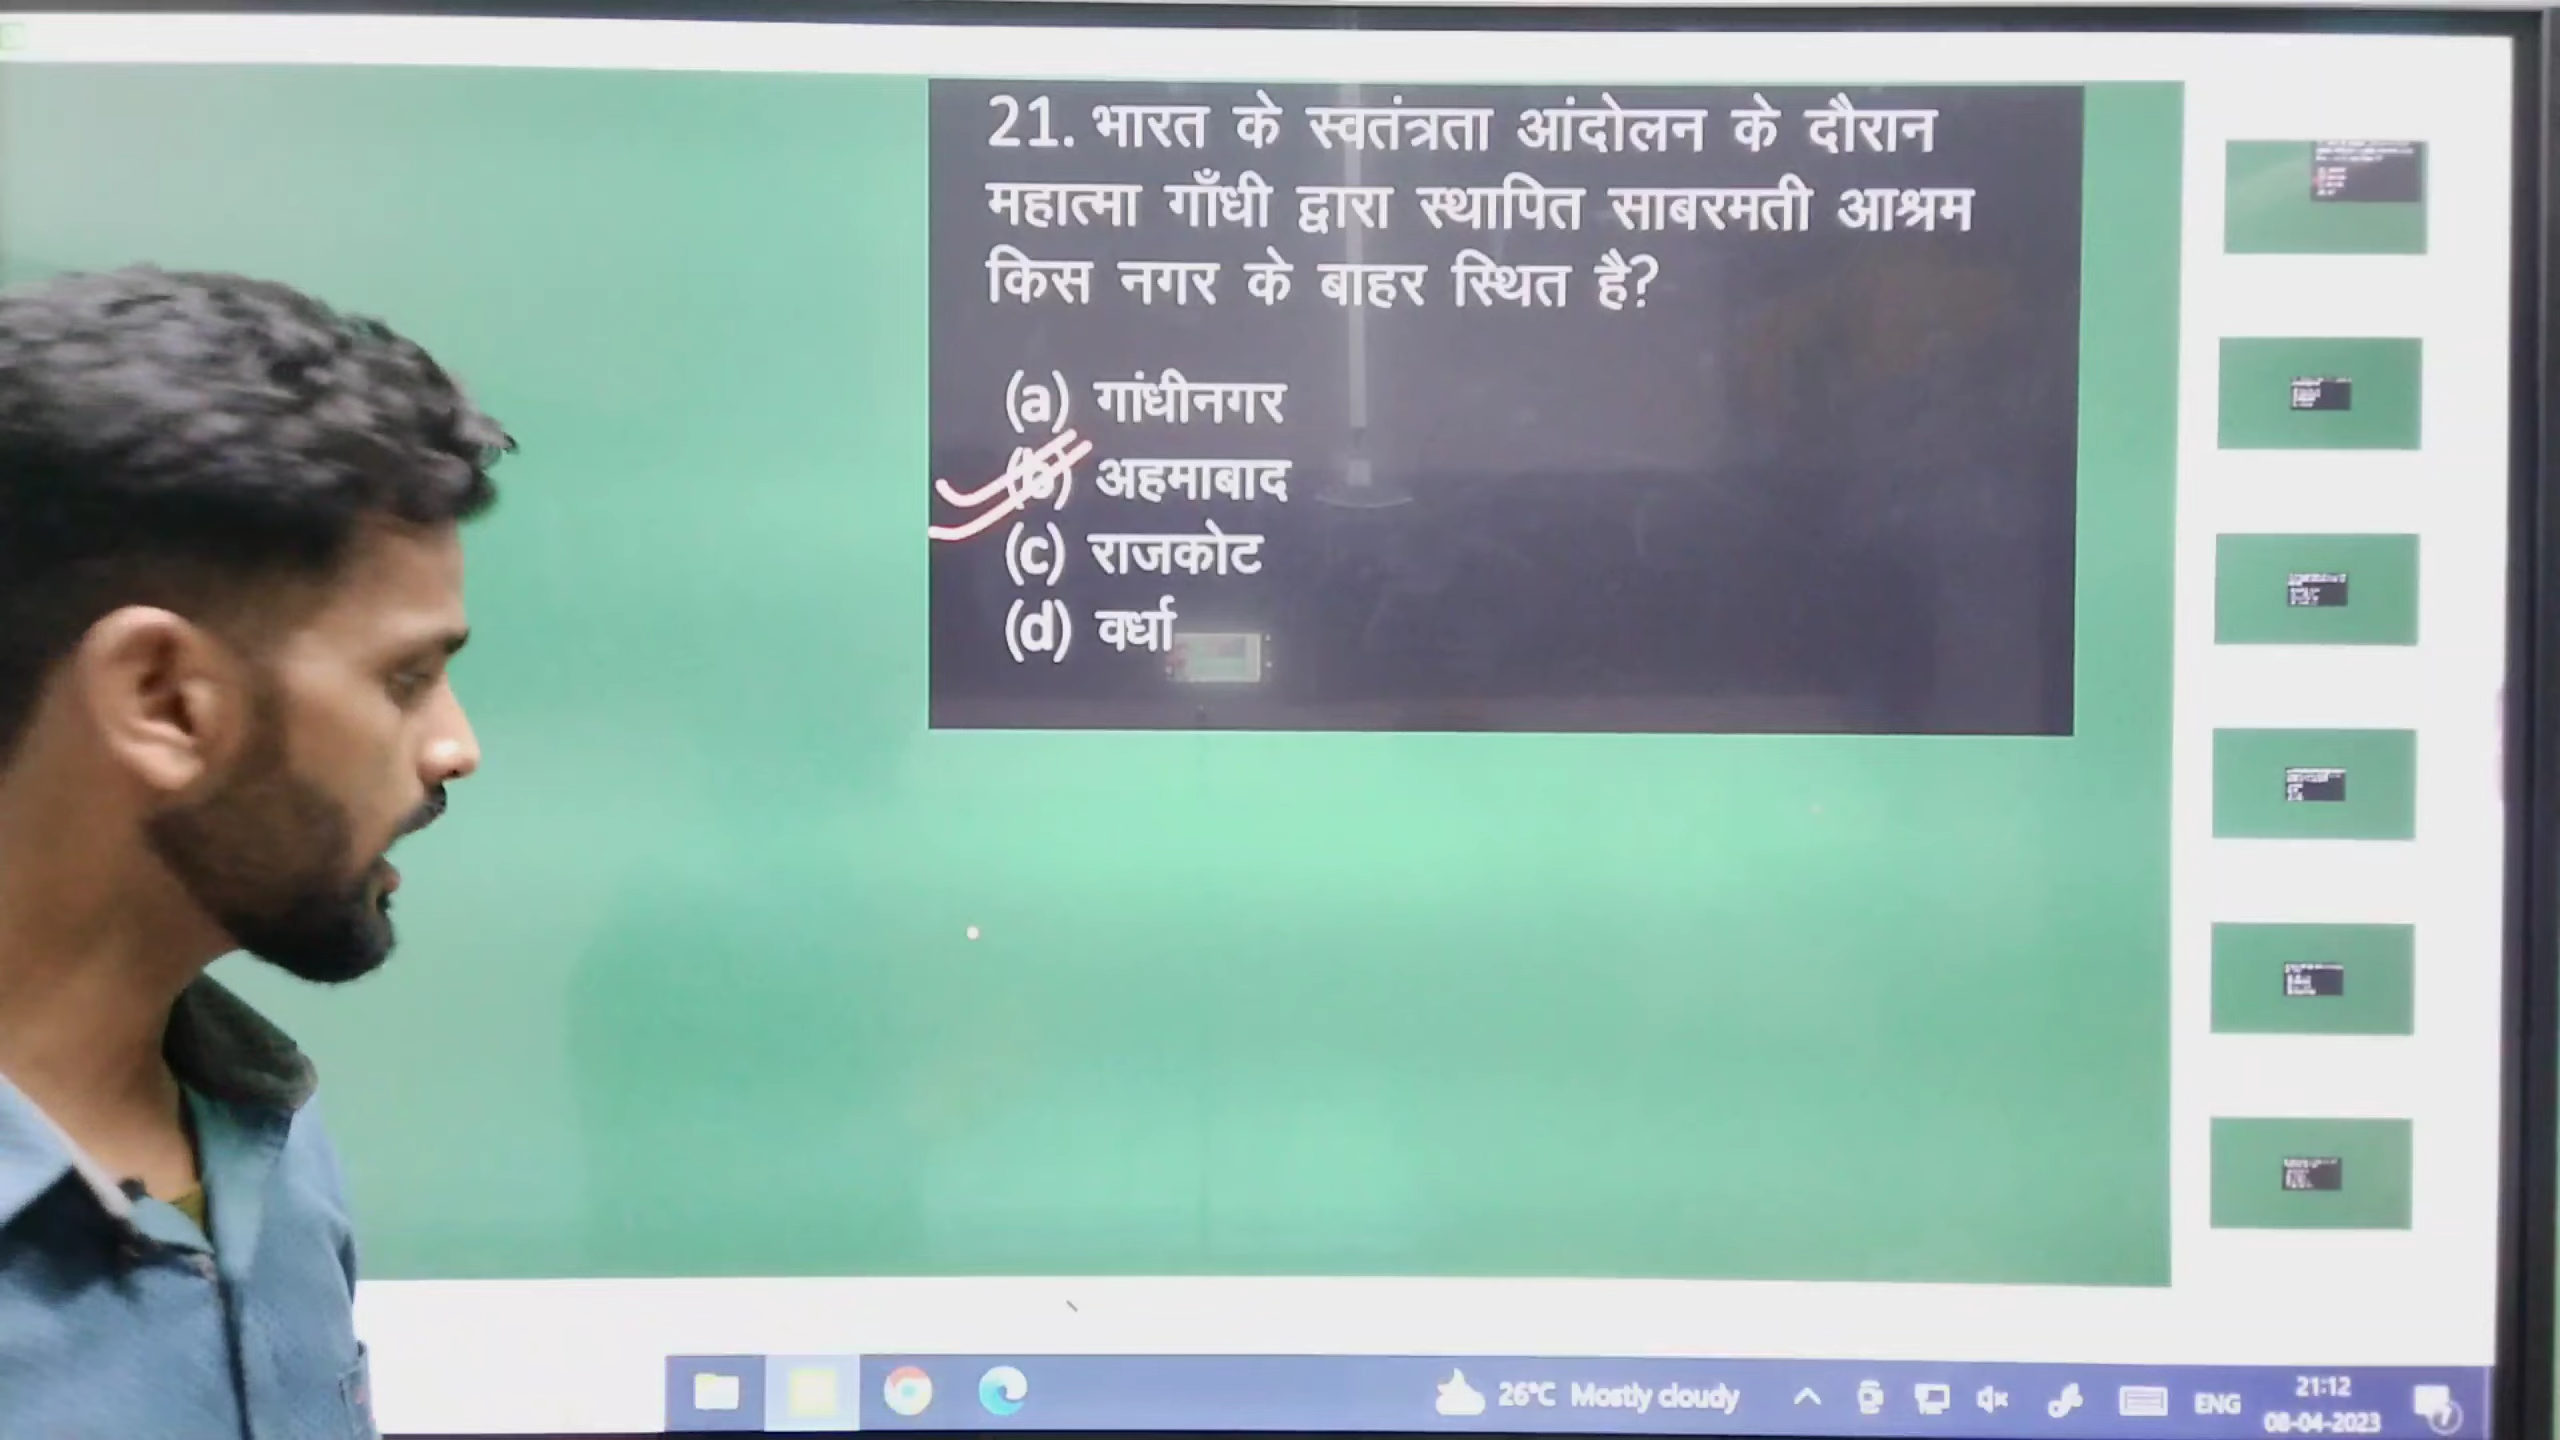 21. भारत के स्वतंत्रता आंदोलन के दौरान
महात्मा गाँधी द्वारा स्थापित साबरमती आश्रम
किस नगर के बाहर स्थित है?
(a) गांधीनगर
(b) अहमाबाद
(c) राजकोट
(d) वर्धा
26°C Mostly cloudy
ENG
21:12
08-04-2023